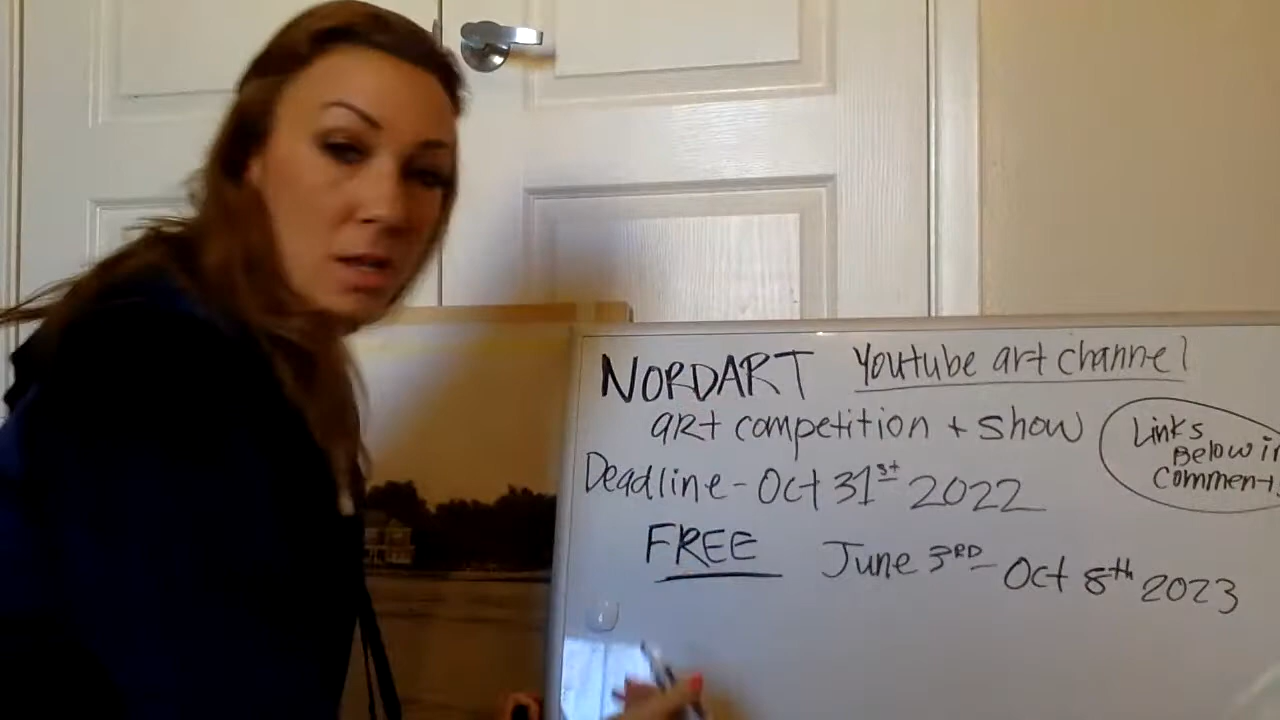 NORDART Youtube art channel
art competition + show
Links
Below in
Comment
Deadline - Oct 31st 2022
FREE June 3RD - Oct 8th 2023